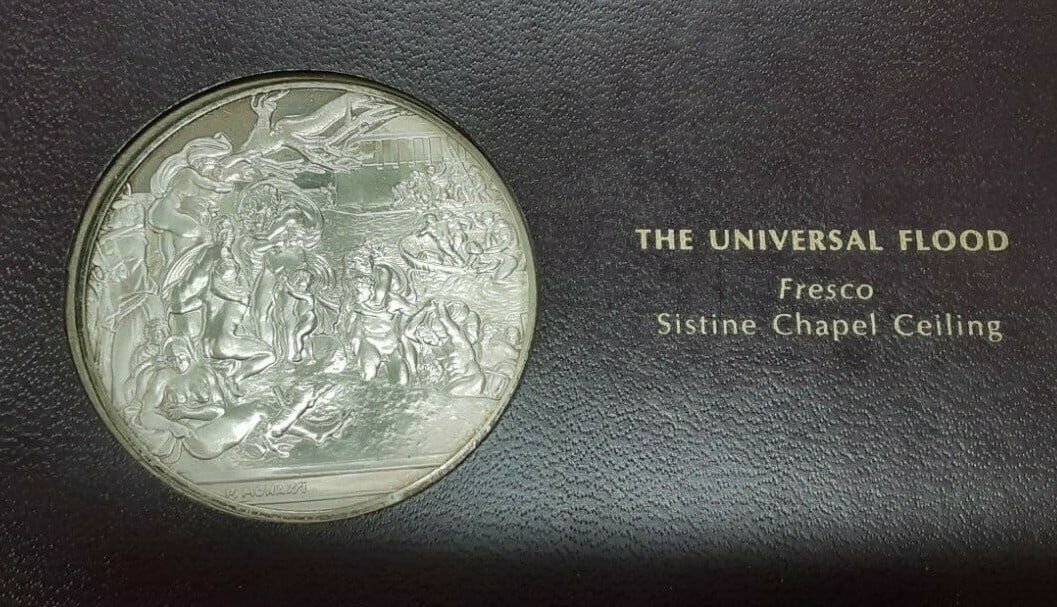 THE UNIVERSAL FLOOD
Fresco
Sistine Chapel Ceiling